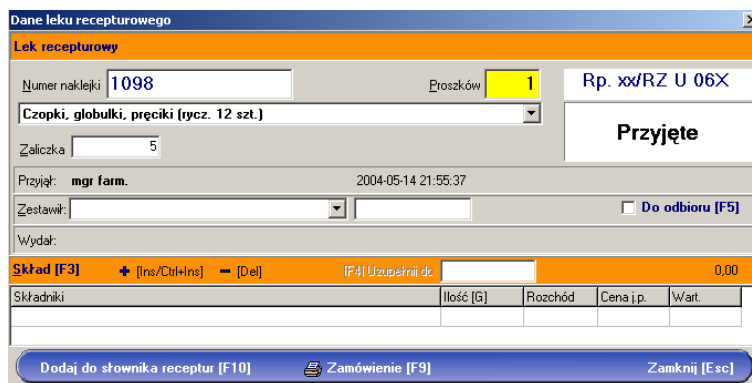 Dane leku recepturowego
Lek recepturowy
Numer naklejki 1098 Proszków 1 Rp. xx/RZ U 06X
Czopki, globulki, pręciki (rycz. 12 szt.)
Przyjęte
Zaliczka 5
Przyjął: mgr farm. 2004-05-14 21:55:37
Zestawił: Do odbioru [F5]
Wydał:
Skład [F3] + [Ins/Ctrl+Ins] − [Del] [F4] Uzupełnij do 0,00
Składniki Ilość [G] Rozchód Cena j.p. Wart.
Dodaj do słownika receptur [F10] Zamówienie [F9] Zamknij [Esc]